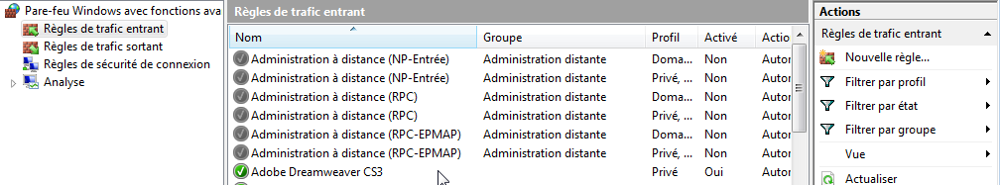 Pare-feu Windows avec fonctions ava
Règles de trafic entrant
Règles de trafic sortant
Règles de sécurité de connexion
Analyse
Règles de trafic entrant
Nom Groupe Profil Activé Actio
Administration à distance (NP-Entrée) Administration distante Doma... Non Autor
Administration à distance (NP-Entrée) Administration distante Privé, ... Non Autor
Administration à distance (RPC) Administration distante Doma... Non Autor
Administration à distance (RPC) Administration distante Privé, ... Non Autor
Administration à distance (RPC-EPMAP) Administration distante Doma... Non Autor
Administration à distance (RPC-EPMAP) Administration distante Privé, ... Non Autor
Adobe Dreamweaver CS3 Privé Oui Autor
Actions
Règles de trafic entrant
Nouvelle règle...
Filtrer par profil
Filtrer par état
Filtrer par groupe
Vue
Actualiser